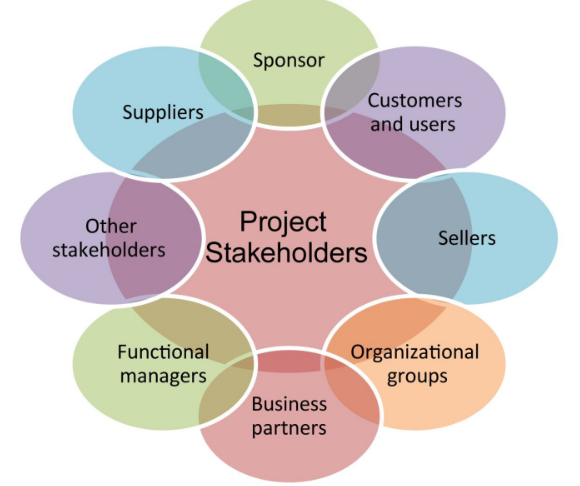 Sponsor
Customers
and users
Suppliers
Project
Stakeholders
Other
stakeholders
Sellers
Functional
managers
Organizational
groups
Business
partners